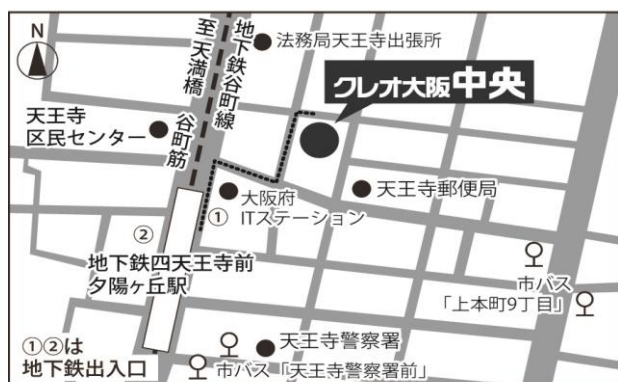 N
至 天満橋
地下鉄谷町線
法務局天王寺出張所
クレオ大阪中央
天王寺
区民センター
谷町筋
大阪府
ITステーション
①
天王寺郵便局
②
地下鉄四天王寺前
夕陽ヶ丘駅
市バス
「上本町9丁目」
天王寺警察署
市バス「天王寺警察署前」
①②は
地下鉄出入口